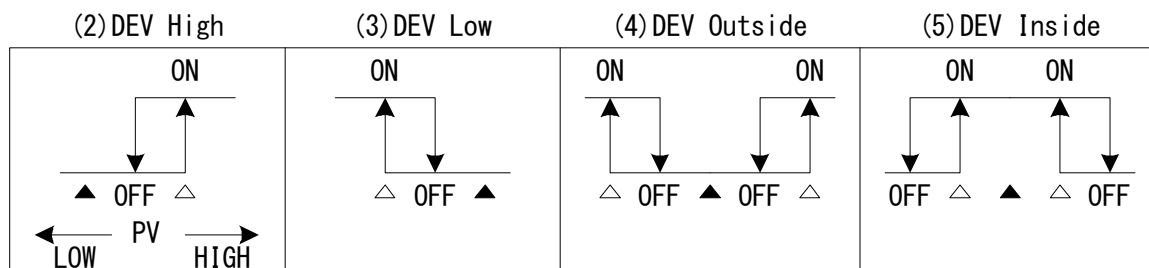 (2)DEV High
(3)DEV Low
(4)DEV Outside
(5)DEV Inside
ON
ON
ON ON
ON ON
▲ OFF △
△ OFF ▲
△ OFF ▲ OFF △
OFF △ ▲ △ OFF
PV
LOW HIGH